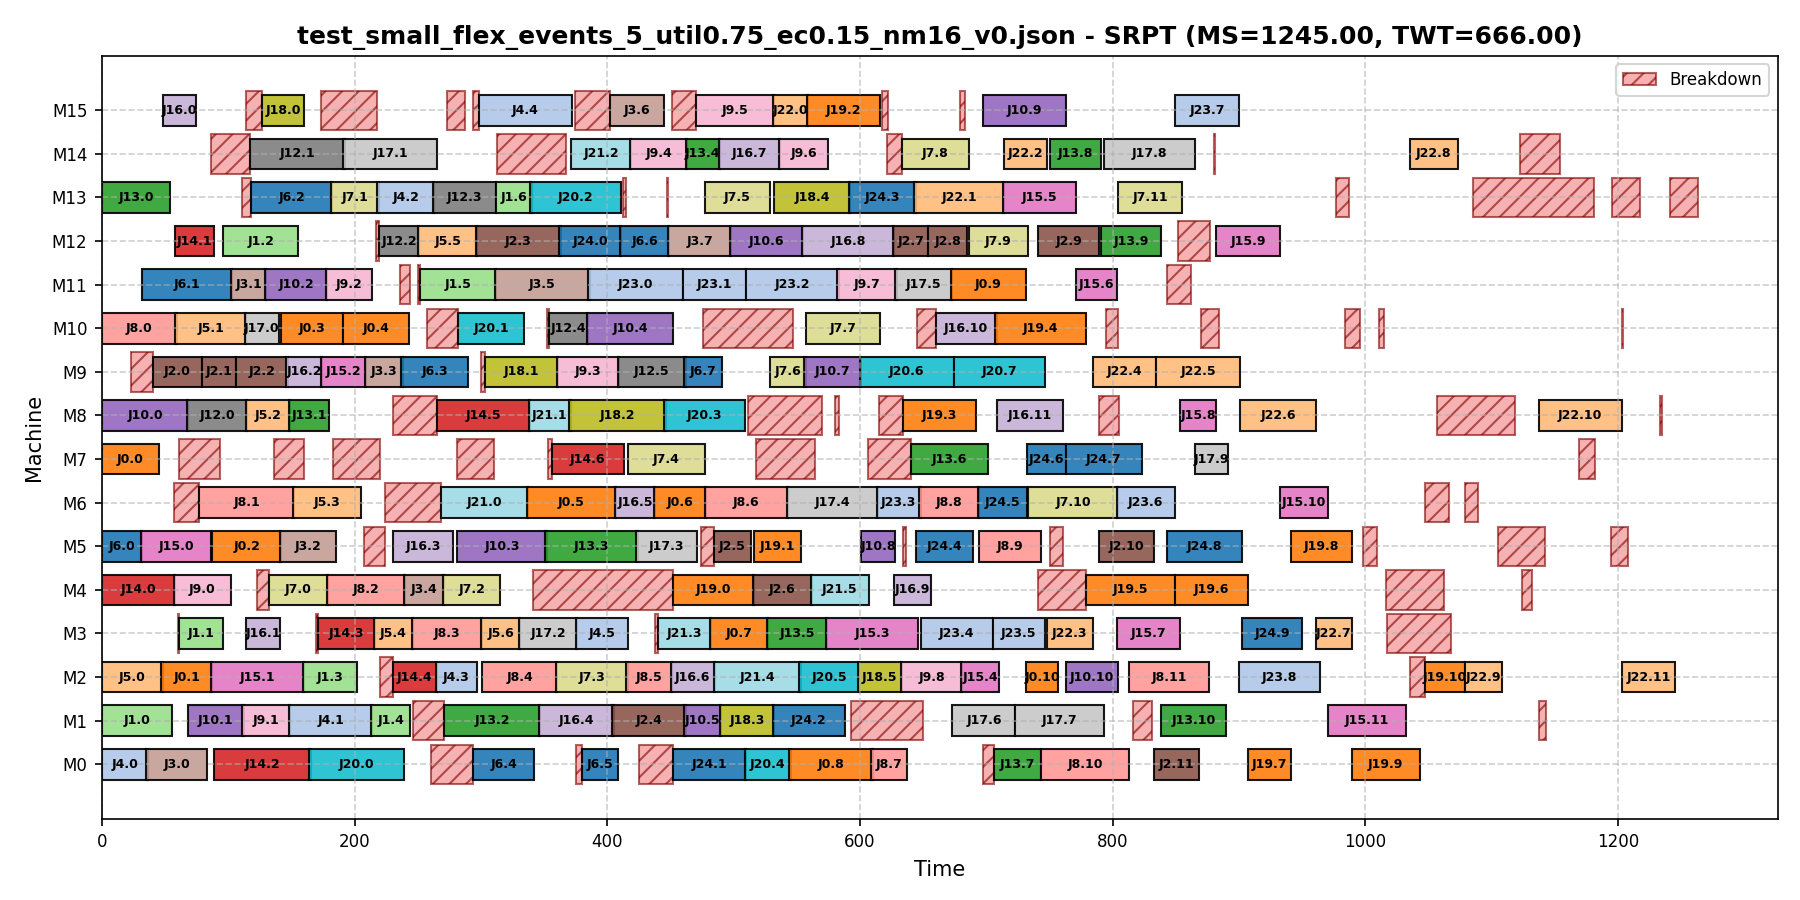 test_small_flex_events_5_util0.75_ec0.15_nm16_v0.json - SRPT (MS=1245.00, TWT=666.00)
Breakdown
M15 J16.0 J18.0 J4.4 J3.6 J9.5 J22.0 J19.2 J10.9 J23.7
M14 J12.1 J17.1 J21.2 J9.4 J13.4 J16.7 J9.6 J7.8 J22.2 J13.8 J17.8 J22.8
M13 J13.0 J6.2 J7.1 J4.2 J12.3 J1.6 J20.2 J7.5 J18.4 J24.3 J22.1 J15.5 J7.11
M12 J14.1 J1.2 J12.2 J5.5 J2.3 J24.0 J6.6 J3.7 J10.6 J16.8 J2.7 J2.8 J7.9 J2.9 J13.9 J15.9
M11 J6.1 J3.1 J10.2 J9.2 J1.5 J3.5 J23.0 J23.1 J23.2 J9.7 J17.5 J0.9 J15.6
M10 J8.0 J5.1 J17.0 J0.3 J0.4 J20.1 J12.4 J10.4 J7.7 J16.10 J19.4
M9 J2.0 J2.1 J2.2 J16.2 J15.2 J3.3 J6.3 J18.1 J9.3 J12.5 J6.7 J7.6 J10.7 J20.6 J20.7 J22.4 J22.5
M8 J10.0 J12.0 J5.2 J13.1 J14.5 J21.1 J18.2 J20.3 J19.3 J16.11 J15.8 J22.6 J22.10
M7 J0.0 J14.6 J7.4 J13.6 J24.6 J24.7 J17.9
M6 J8.1 J5.3 J21.0 J0.5 J16.5 J0.6 J8.6 J17.4 J23.3 J8.8 J24.5 J7.10 J23.6 J15.10
M5 J6.0 J15.0 J0.2 J3.2 J16.3 J10.3 J13.3 J17.3 J2.5 J19.1 J10.8 J24.4 J8.9 J2.10 J24.8 J19.8
M4 J14.0 J9.0 J7.0 J8.2 J3.4 J7.2 J19.0 J2.6 J21.5 J16.9 J19.5 J19.6
M3 J1.1 J16.1 J14.3 J5.4 J8.3 J5.6 J17.2 J4.5 J21.3 J0.7 J13.5 J15.3 J23.4 J23.5 J22.3 J15.7 J24.9 J22.7
M2 J5.0 J0.1 J15.1 J1.3 J14.4 J4.3 J8.4 J7.3 J8.5 J16.6 J21.4 J20.5 J18.5 J9.8 J15.4 J0.10 J10.10 J8.11 J23.8 J19.10 J22.9 J22.11
M1 J1.0 J10.1 J9.1 J4.1 J1.4 J13.2 J16.4 J2.4 J10.5 J18.3 J24.2 J17.6 J17.7 J13.10 J15.11
M0 J4.0 J3.0 J14.2 J20.0 J6.4 J6.5 J24.1 J20.4 J0.8 J8.7 J13.7 J8.10 J2.11 J19.7 J19.9
0 200 400 600 800 1000 1200
Time
Machine